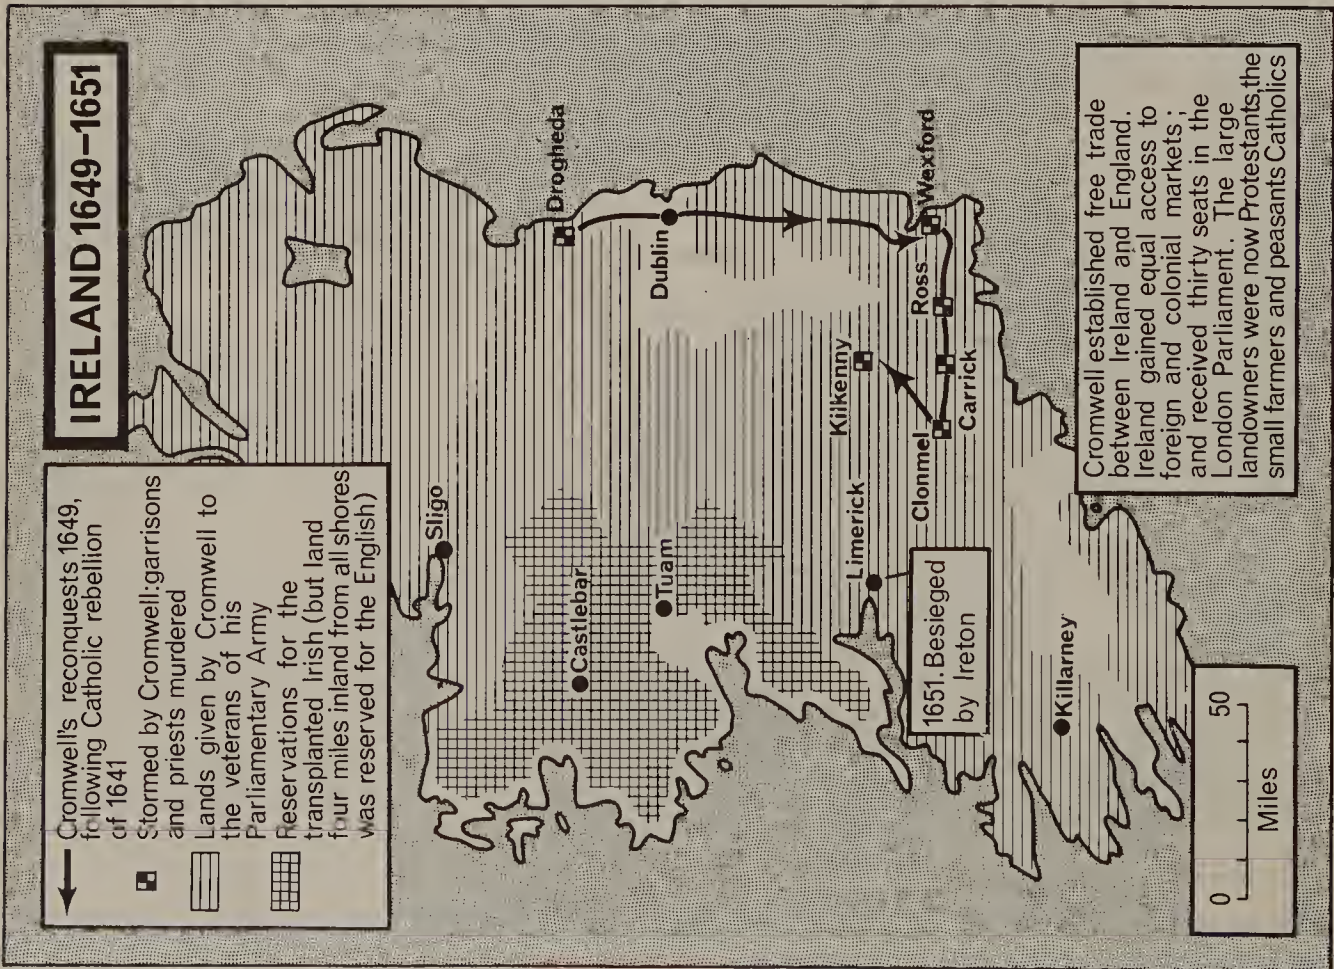 IRELAND 1649–1651
Cromwell's reconquests 1649,
following Catholic rebellion
of 1641
Stormed by Cromwell:garrisons
and priests murdered
Lands given by Cromwell to
the veterans of his
Parliamentary Army
Reservations for the
transplanted Irish (but land
four miles inland from all shores
was reserved for the English)
Sligo
Drogheda
Castlebar
Tuam
Dublin
Limerick
Kilkenny
Ross
Wexford
Clonmel
Carrick
1651. Besieged
by Ireton
Killarney
0 50
Miles
Cromwell established free trade
between Ireland and England.
Ireland gained equal access to
foreign and colonial markets;
and received thirty seats in the
London Parliament. The large
landowners were now Protestants,the
small farmers and peasants Catholics